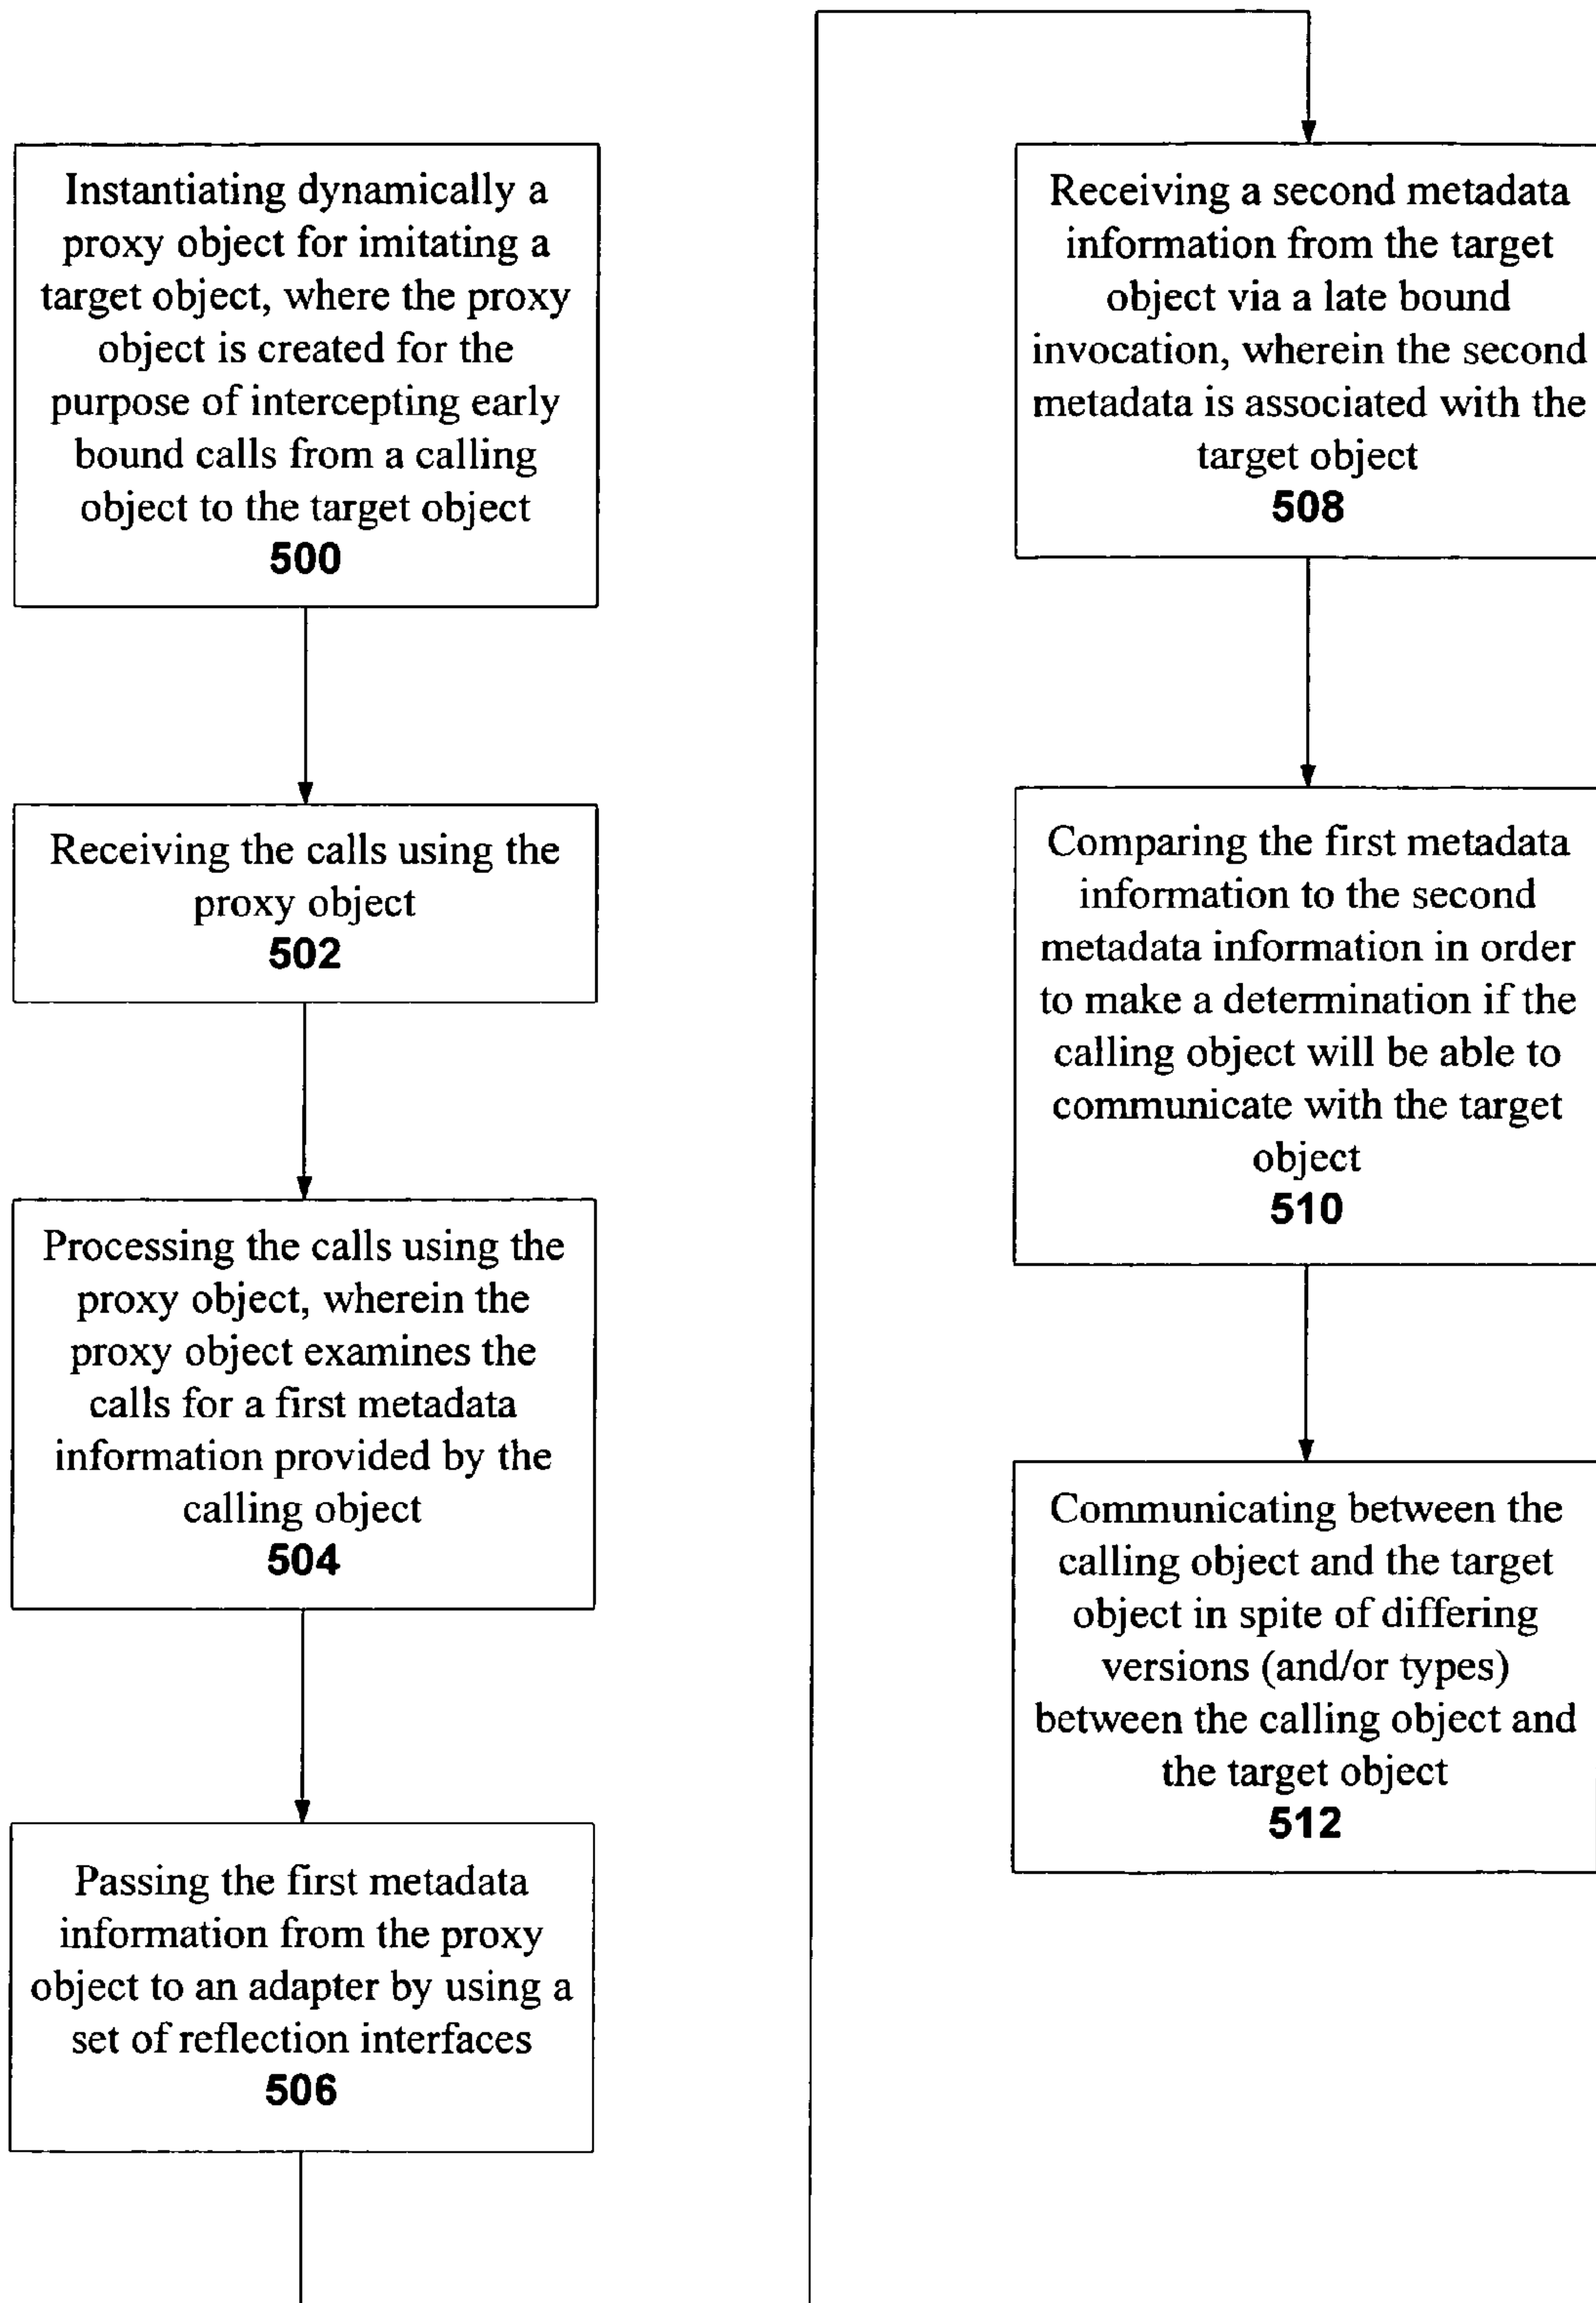 Instantiating dynamically a
proxy object for imitating a
target object, where the proxy
object is created for the
purpose of intercepting early
bound calls from a calling
object to the target object
500
Receiving the calls using the
proxy object
502
Processing the calls using the
proxy object, wherein the
proxy object examines the
calls for a first metadata
information provided by the
calling object
504
Passing the first metadata
information from the proxy
object to an adapter by using a
set of reflection interfaces
506
Receiving a second metadata
information from the target
object via a late bound
invocation, wherein the second
metadata is associated with the
target object
508
Comparing the first metadata
information to the second
metadata information in order
to make a determination if the
calling object will be able to
communicate with the target
object
510
Communicating between the
calling object and the target
object in spite of differing
versions (and/or types)
between the calling object and
the target object
512